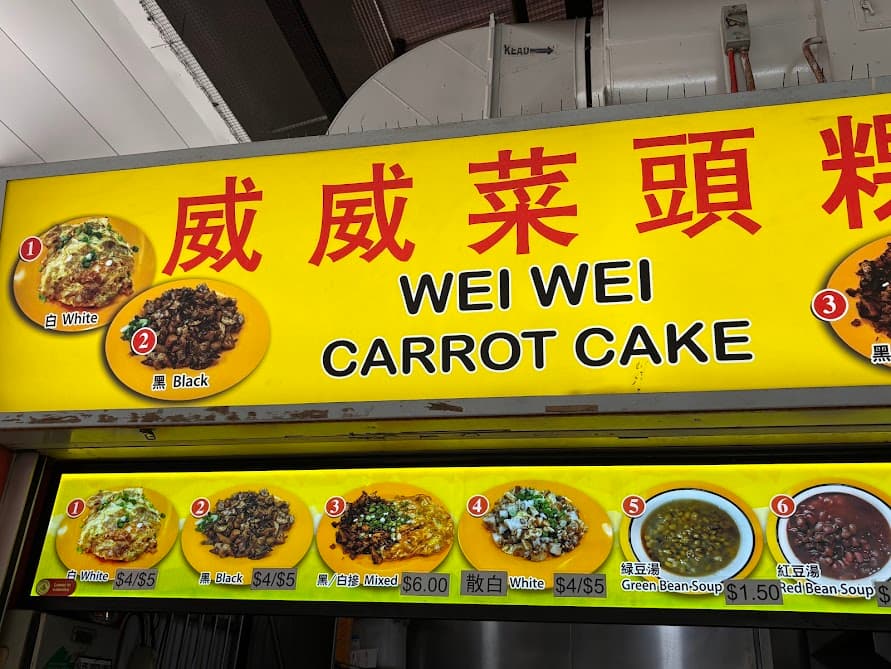 KEAD
威威菜頭粿
WEI WEI
CARROT CAKE
1
白 White
2
黑 Black
3
黑
1
白 White $4/$5
2
黑 Black $4/$5
3
黑/白摻 Mixed $6.00
4
散白 White $4/$5
5
綠豆湯
Green Bean Soup $1.50
6
紅豆湯
Red Bean Soup $